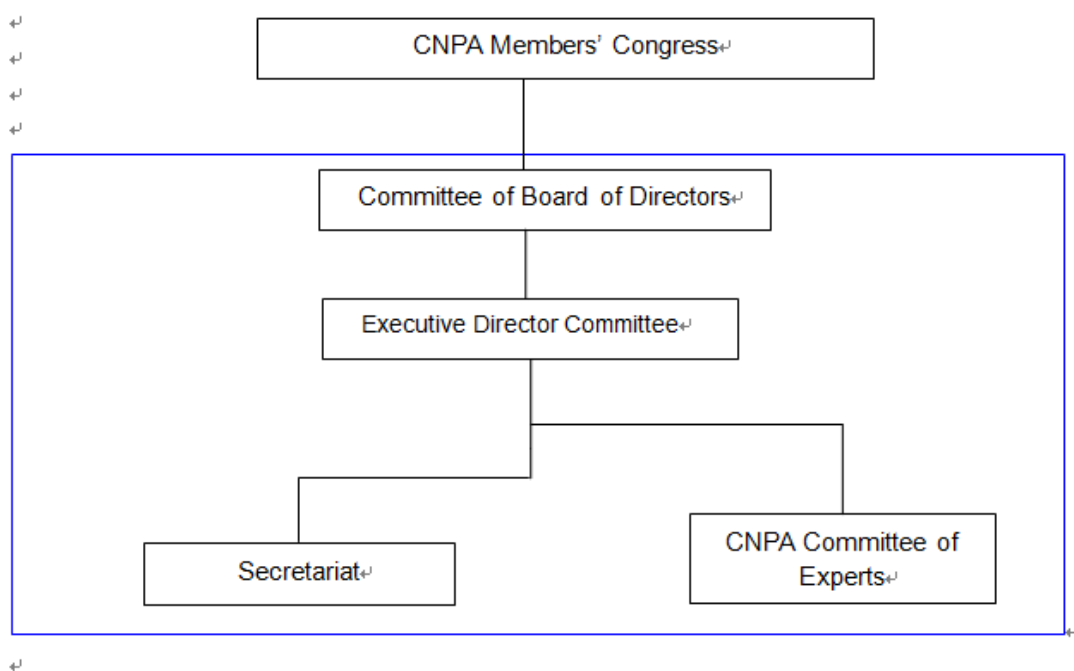 CNPA Members’ Congress
Committee of Board of Directors
Executive Director Committee
Secretariat
CNPA Committee of
Experts